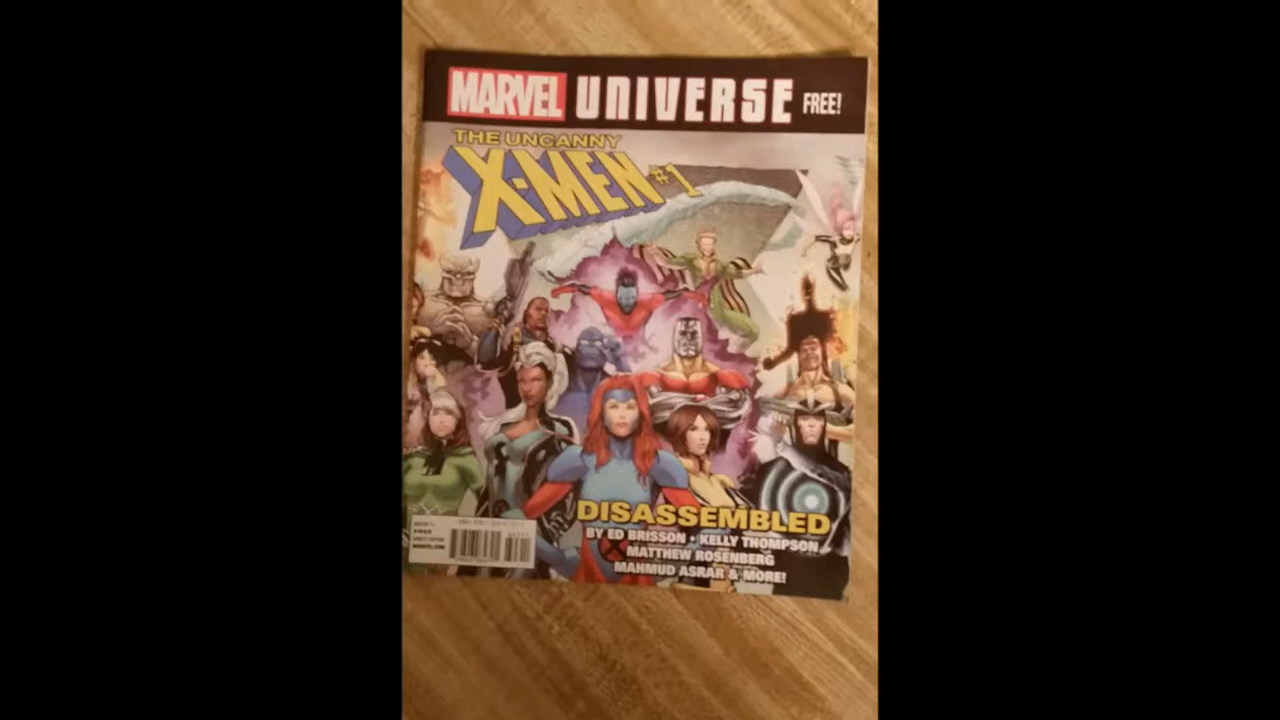 MARVEL UNIVERSE FREE!
THE UNCANNY
X-MEN #1
DISASSEMBLED
BY ED BRISSON • KELLY THOMPSON
MATTHEW ROSENBERG
MAHMUD ASRAR & MORE!